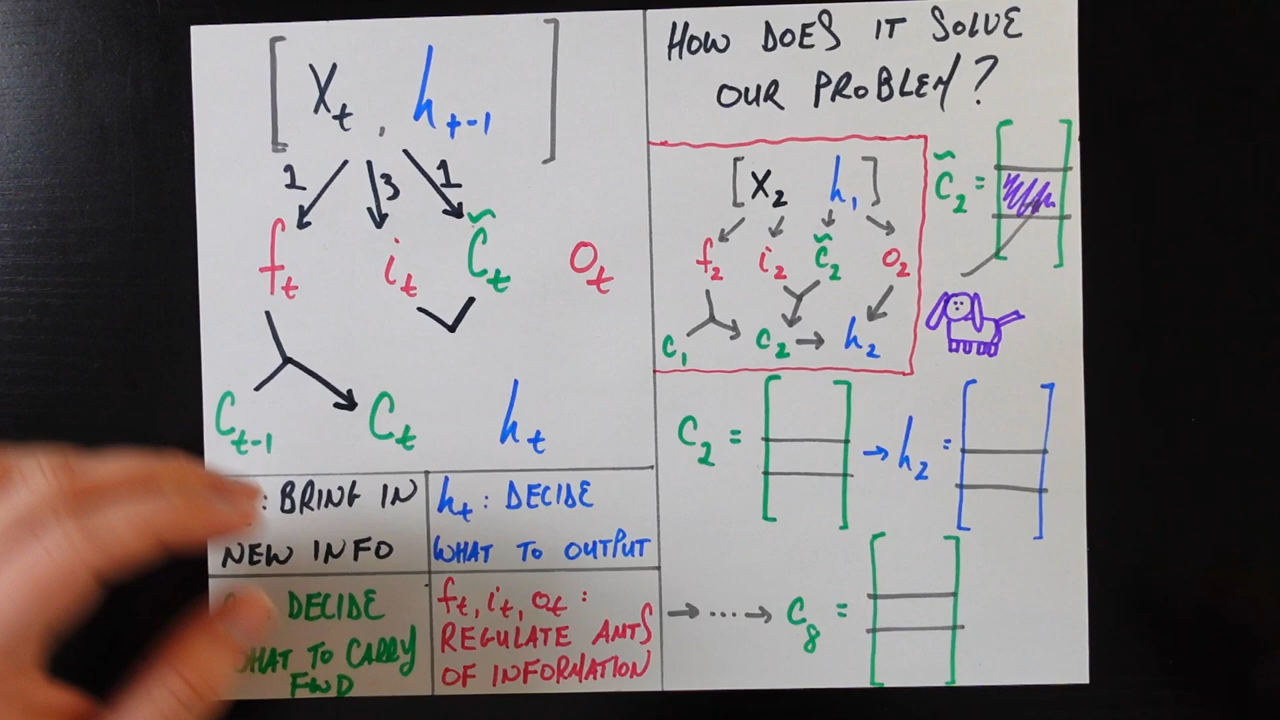 [ Xt , ht-1 ]
1 3 1
ft it C̃t Ot
Ct-1 Ct ht
: BRING IN
NEW INFO
ht : DECIDE
WHAT TO OUTPUT
DECIDE
WHAT TO CARRY
FWD
ft, it, ot :
REGULATE AMTS
OF INFORMATION
HOW DOES IT SOLVE
OUR PROBLEM?
[ X2 h1 ]
f2 i2 C̃2 O2
C1 C2 → h2
C̃2 =
C2 = → h2 =
→ ... → C8 =